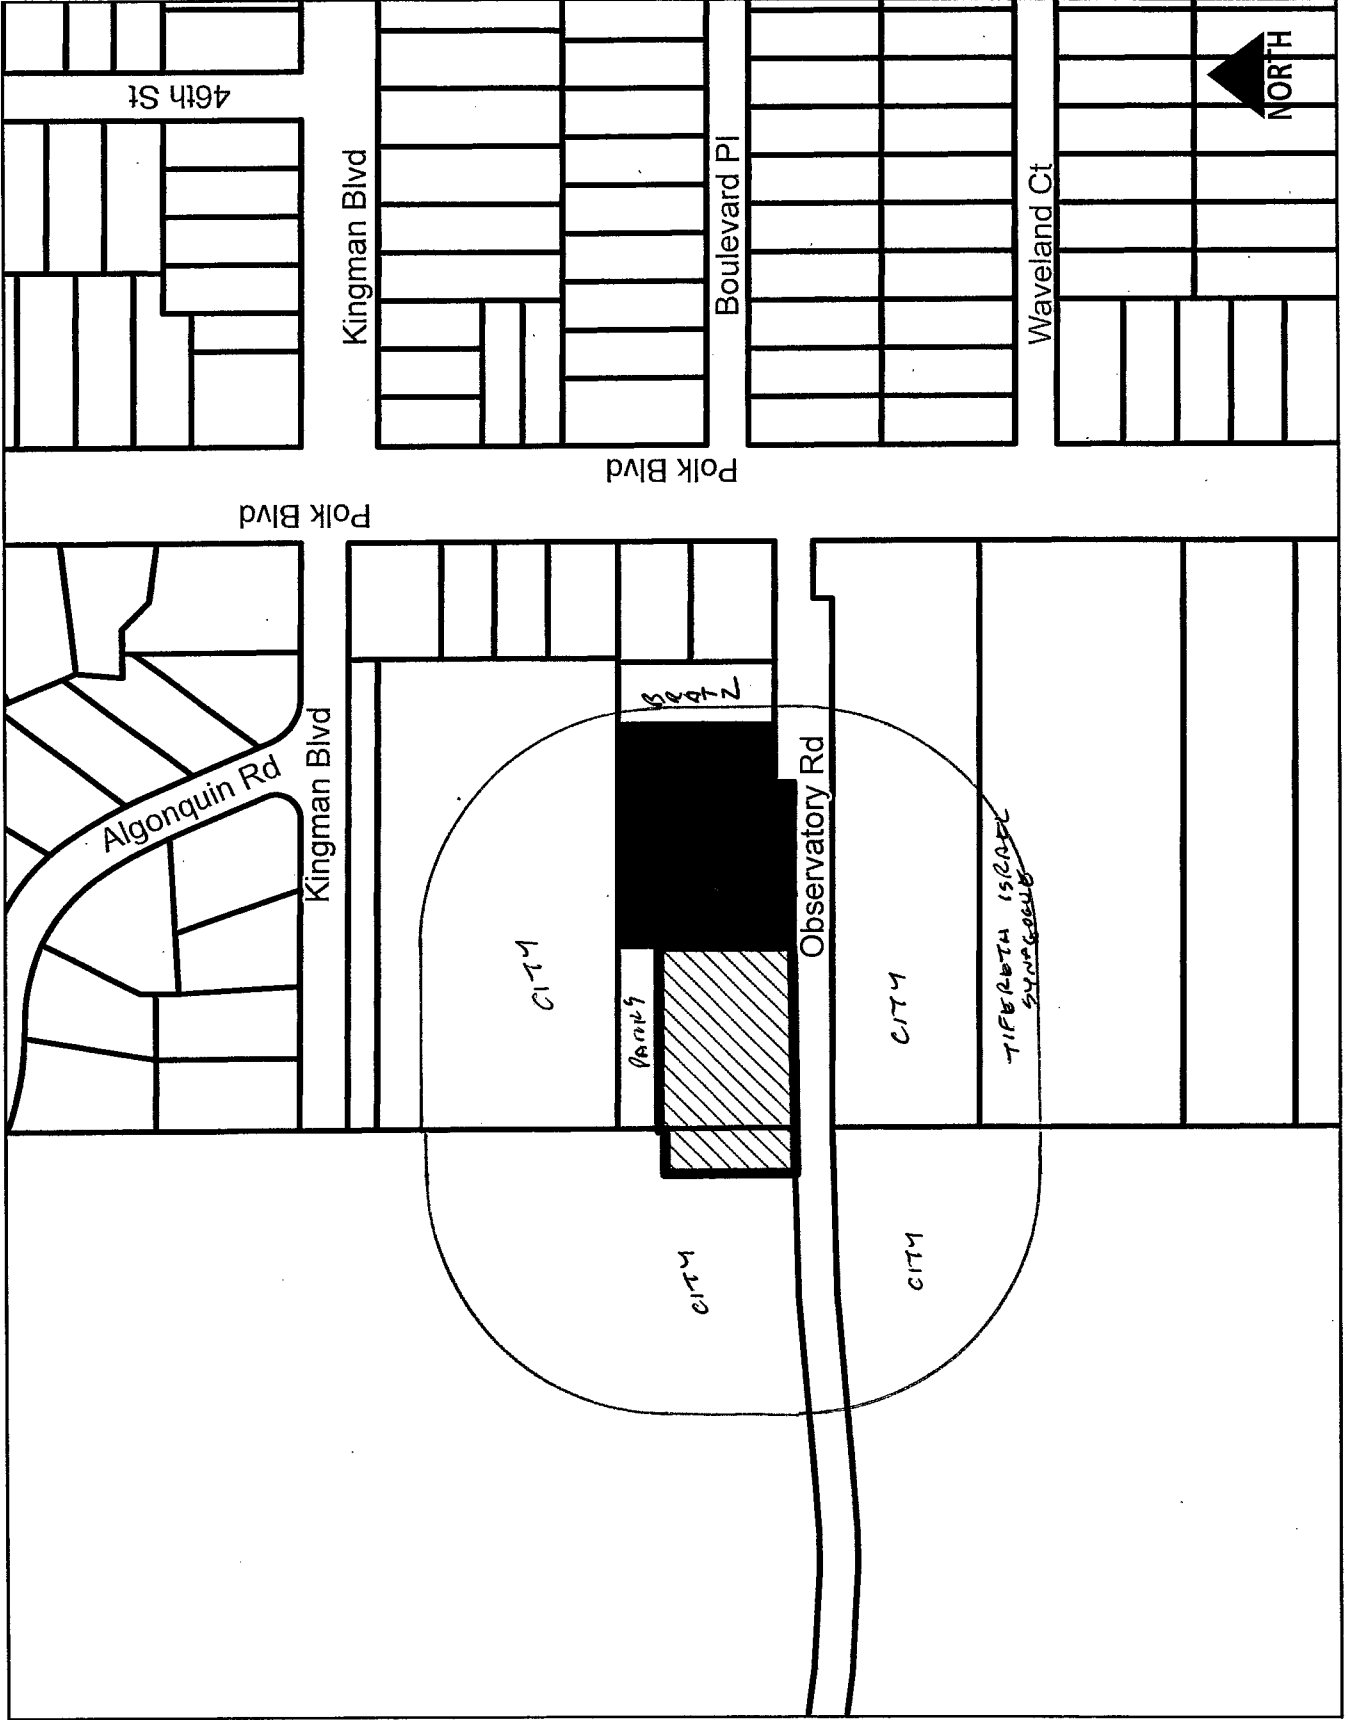 46th St
Kingman Blvd
Boulevard Pl
Waveland Ct
NORTH
Polk Blvd
Polk Blvd
Algonquin Rd
Kingman Blvd
Observatory Rd
BRATZ
CITY
CITY
TIFERETH ISRAEL
SYNAGOGUE
CITY
CITY